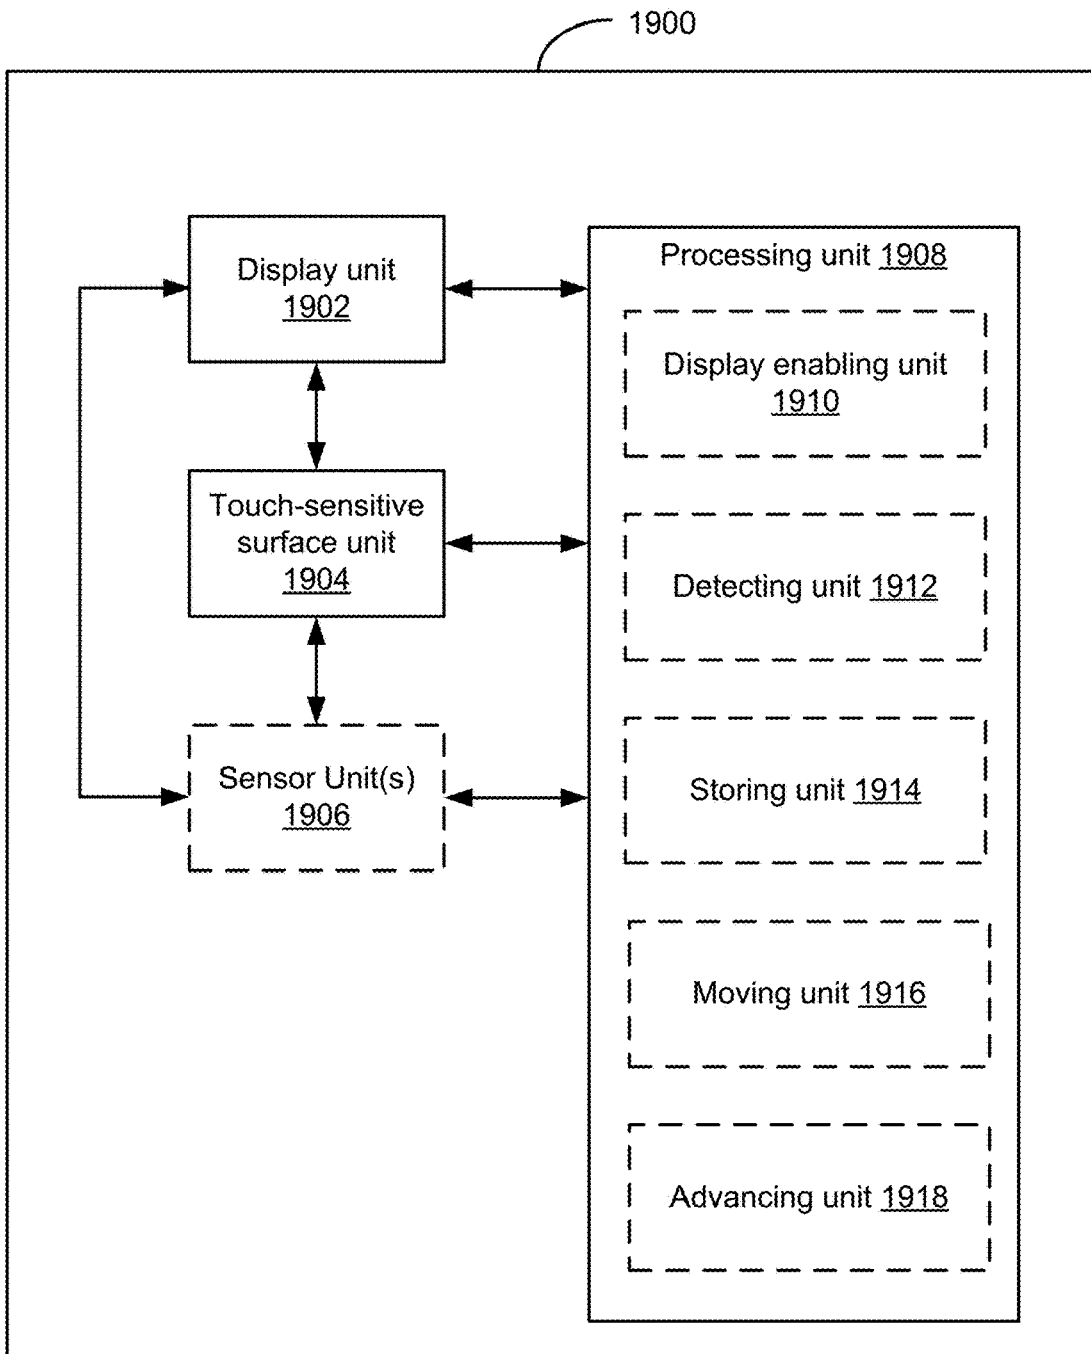 1900
Display unit
1902
Touch-sensitive
surface unit
1904
Sensor Unit(s)
1906
Processing unit 1908
Display enabling unit
1910
Detecting unit 1912
Storing unit 1914
Moving unit 1916
Advancing unit 1918